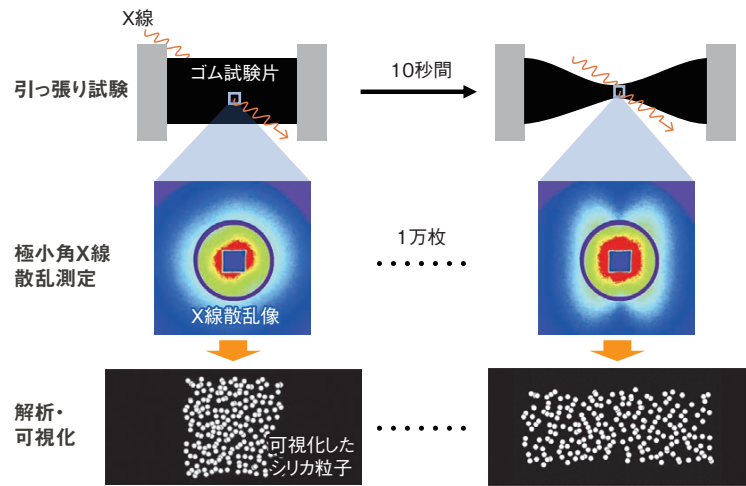 X線
引っ張り試験
ゴム試験片
10秒間
極小角X線
散乱測定
X線散乱像
1万枚
解析・
可視化
可視化した
シリカ粒子